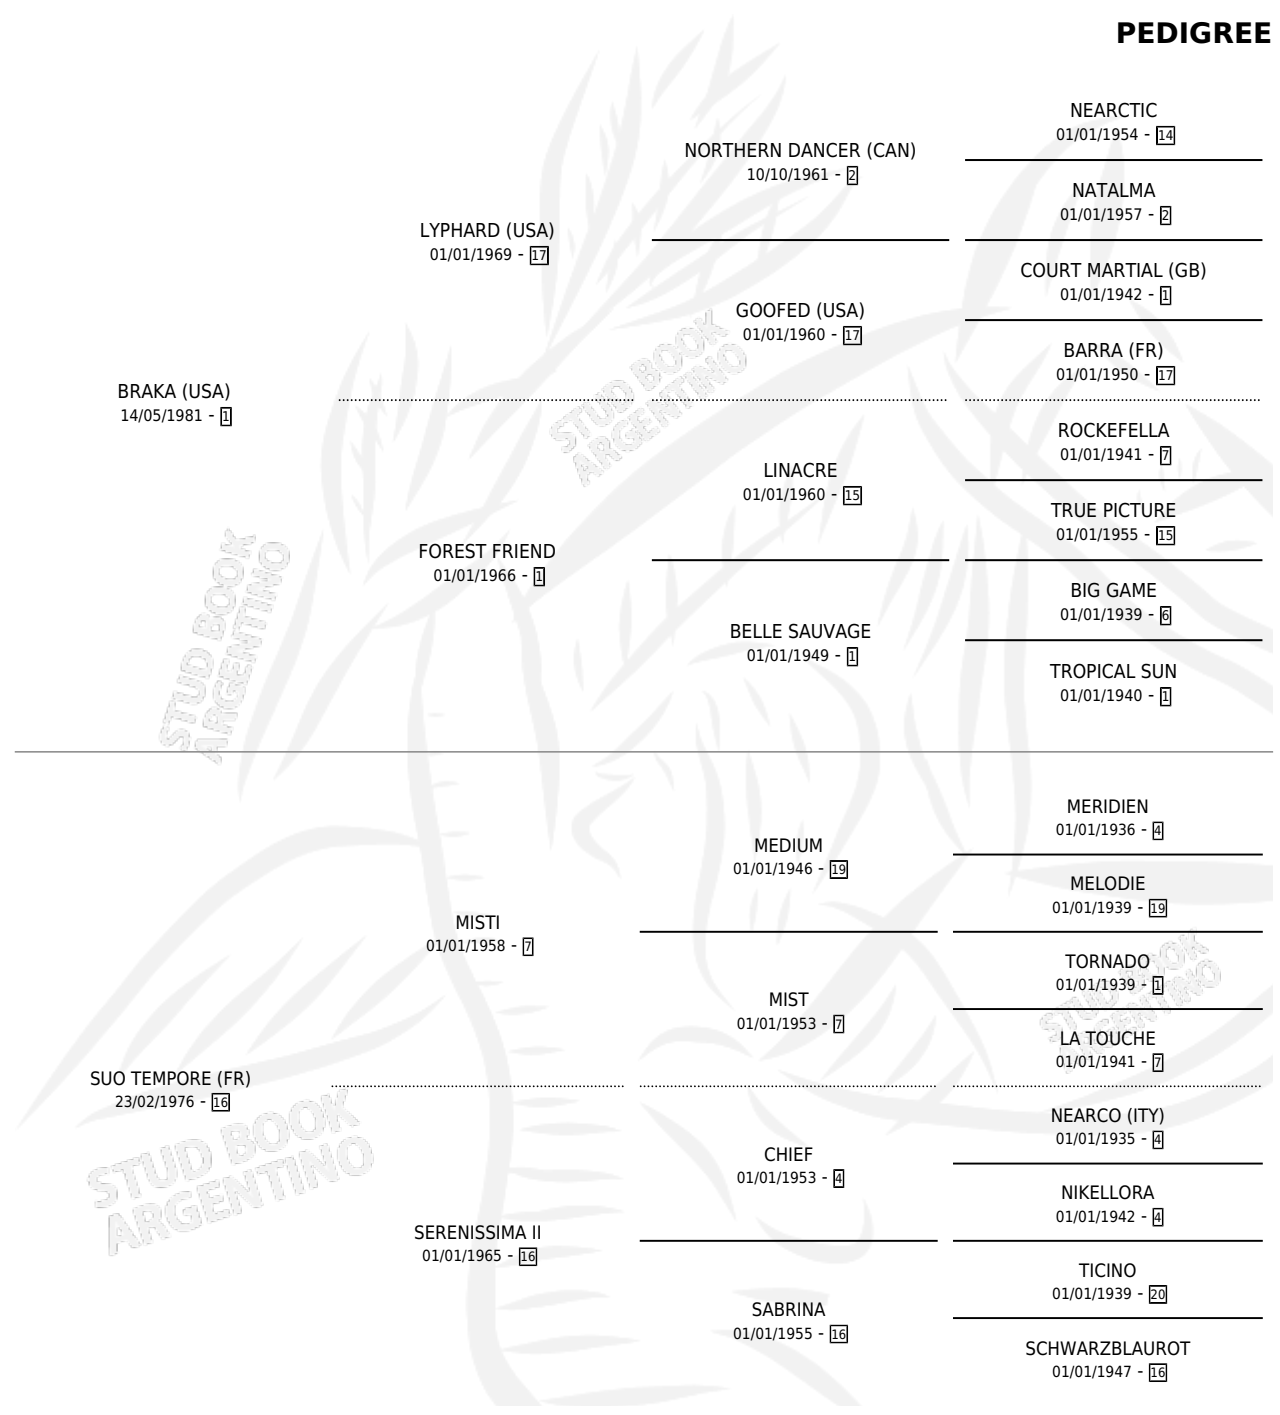 PEDIGREE
NEARCTIC
01/01/1954 - 14
NORTHERN DANCER (CAN)
10/10/1961 - 2
NATALMA
01/01/1957 - 2
LYPHARD (USA)
01/01/1969 - 17
COURT MARTIAL (GB)
01/01/1942 - 1
GOOFED (USA)
01/01/1960 - 17
BARRA (FR)
01/01/1950 - 17
BRAKA (USA)
14/05/1981 - 1
ROCKEFELLA
01/01/1941 - 7
LINACRE
01/01/1960 - 15
TRUE PICTURE
01/01/1955 - 15
FOREST FRIEND
01/01/1966 - 1
BIG GAME
01/01/1939 - 6
BELLE SAUVAGE
01/01/1949 - 1
TROPICAL SUN
01/01/1940 - 1
MERIDIEN
01/01/1936 - 4
MEDIUM
01/01/1946 - 19
MELODIE
01/01/1939 - 19
MISTI
01/01/1958 - 7
TORNADO
01/01/1939 - 1
MIST
01/01/1953 - 7
LA TOUCHE
01/01/1941 - 7
SUO TEMPORE (FR)
23/02/1976 - 16
NEARCO (ITY)
01/01/1935 - 4
CHIEF
01/01/1953 - 4
NIKELLORA
01/01/1942 - 4
SERENISSIMA II
01/01/1965 - 16
TICINO
01/01/1939 - 20
SABRINA
01/01/1955 - 16
SCHWARZBLAUROT
01/01/1947 - 16
STUD BOOK
ARGENTINO
STUD BOOK
ARGENTINO
STUD BOOK
ARGENTINO
STUD BOOK
ARGENTINO